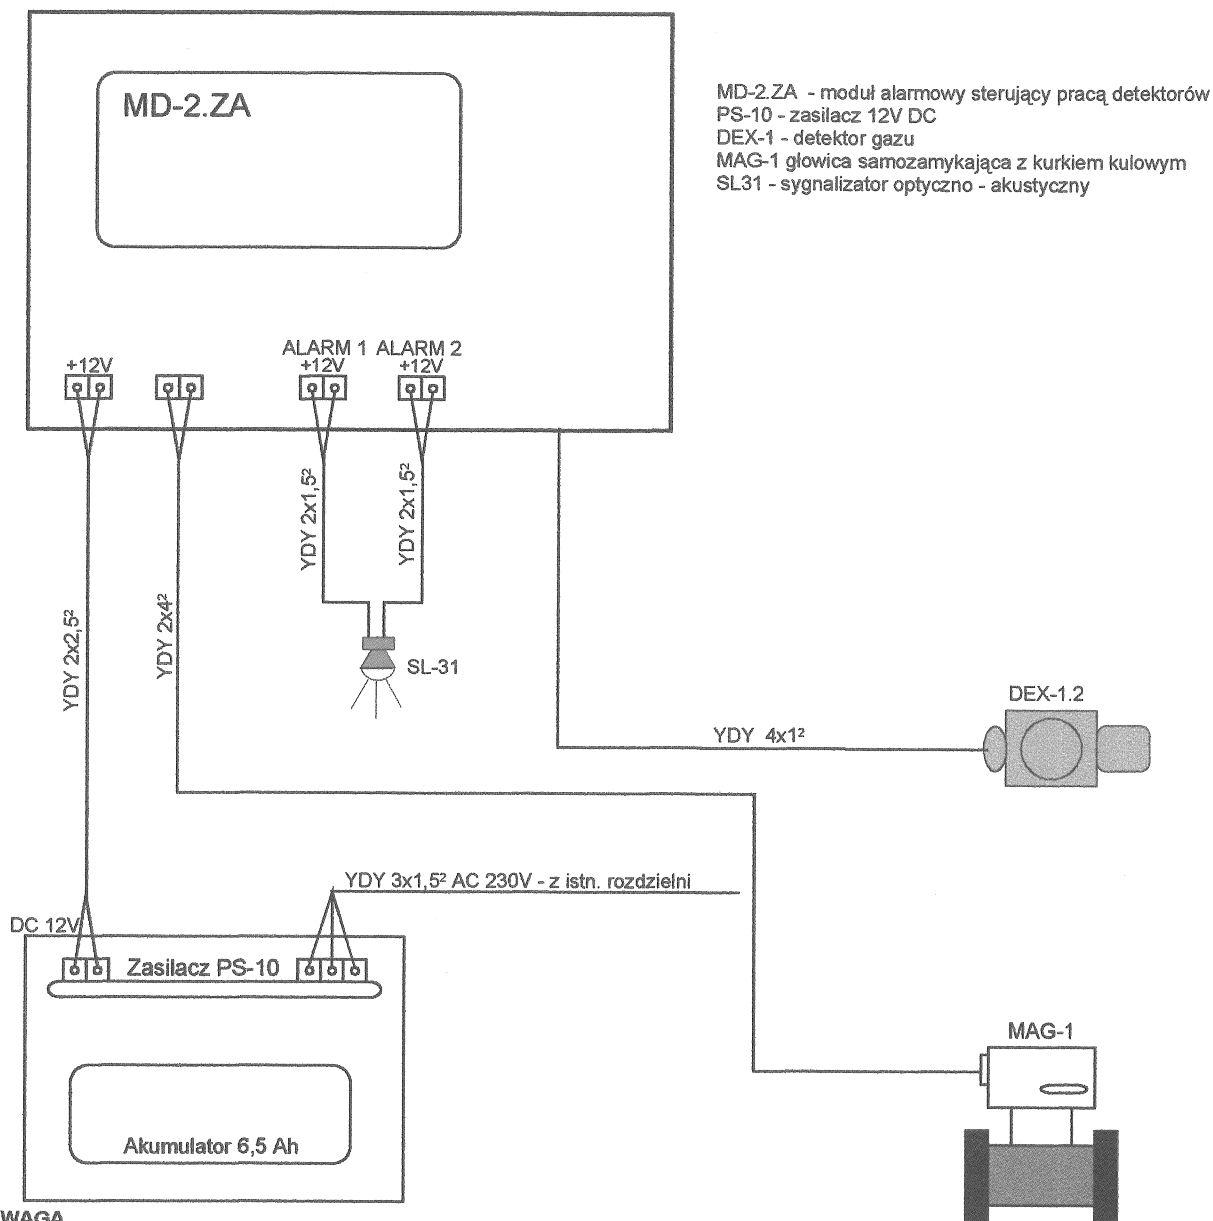 MD-2.ZA
MD-2.ZA - moduł alarmowy sterujący pracą detektorów
PS-10 - zasilacz 12V DC
DEX-1 - detektor gazu
MAG-1 głowica samozamykająca z kurkiem kulowym
SL31 - sygnalizator optyczno - akustyczny
ALARM 1 ALARM 2
+12V
+12V
+12V
YDY 2x1,5²
YDY 2x1,5²
YDY 2x2,5²
YDY 2x4²
SL-31
DEX-1.2
YDY 4x1²
YDY 3x1,5² AC 230V - z istn. rozdzielni
DC 12V
Zasilacz PS-10
MAG-1
Akumulator 6,5 Ah
WAGA